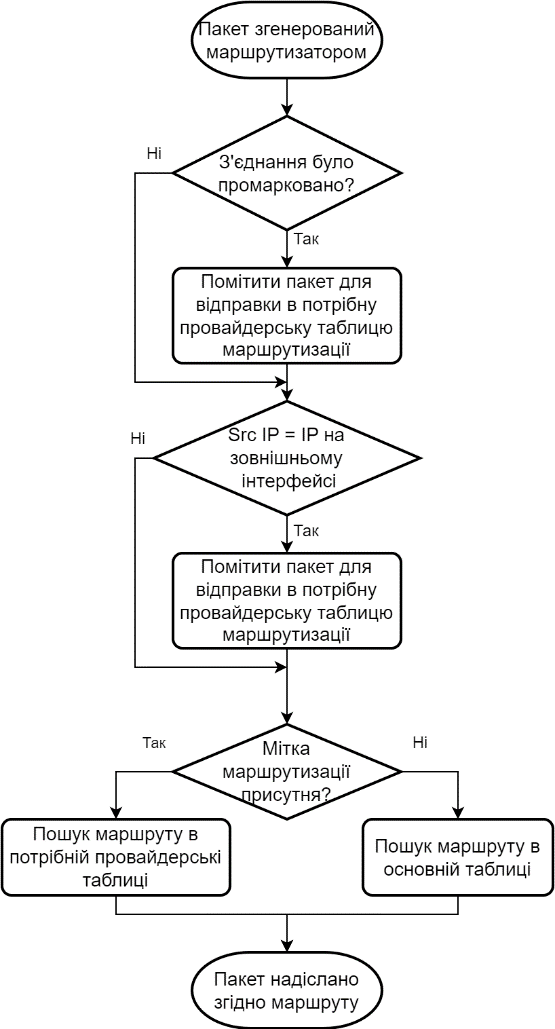 Пакет згенерований
маршрутизатором
Ні
З'єднання було
промарковано?
Так
Помітити пакет для
відправки в потрібну
провайдерську таблицю
маршрутизації
Ні
Src IP = IP на
зовнішньому
інтерфейсі
Так
Помітити пакет для
відправки в потрібну
провайдерську таблицю
маршрутизації
Так
Мітка
маршрутизації
присутня?
Ні
Пошук маршруту в
потрібній провайдерські
таблиці
Пошук маршруту в
основній таблиці
Пакет надіслано
згідно маршруту